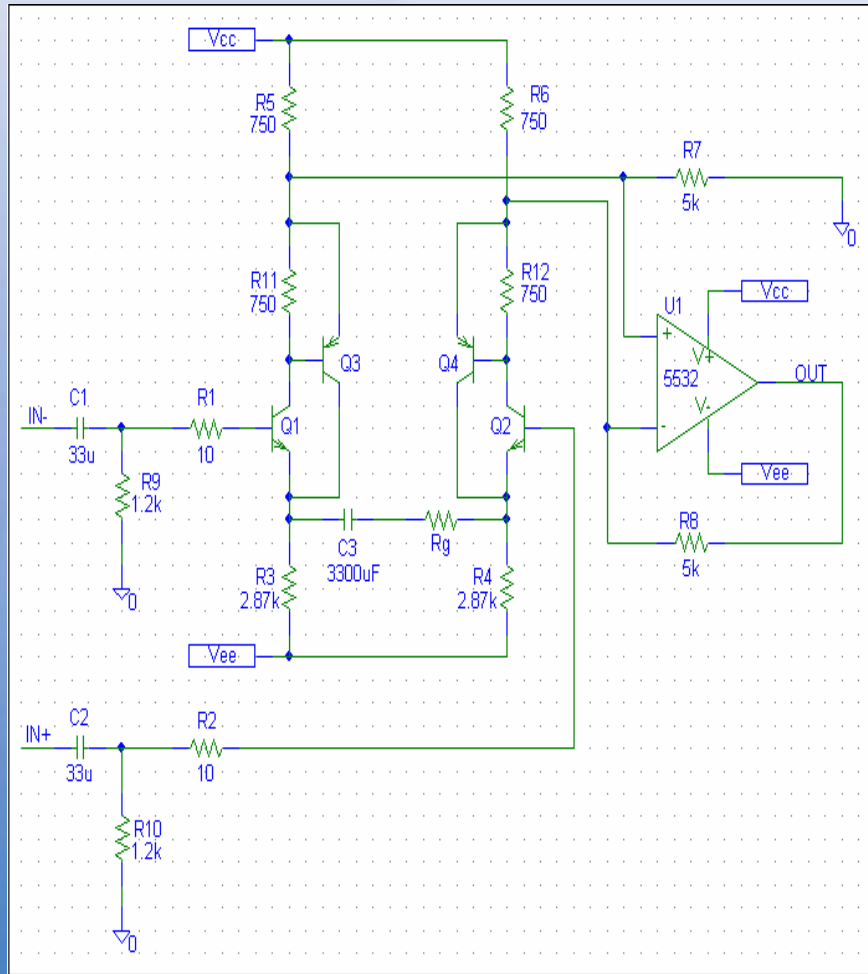 Vcc
R5
750
R6
750
R7
5k
0
R11
750
R12
750
Q3
Q4
U1
Vcc
+
V+
5532
OUT
V-
-
Vee
C1
IN-
33u
R1
10
Q1
Q2
R9
1.2k
0
R8
5k
C3
3300uF
Rg
R3
2.87k
R4
2.87k
Vee
C2
IN+
33u
R2
10
R10
1.2k
0